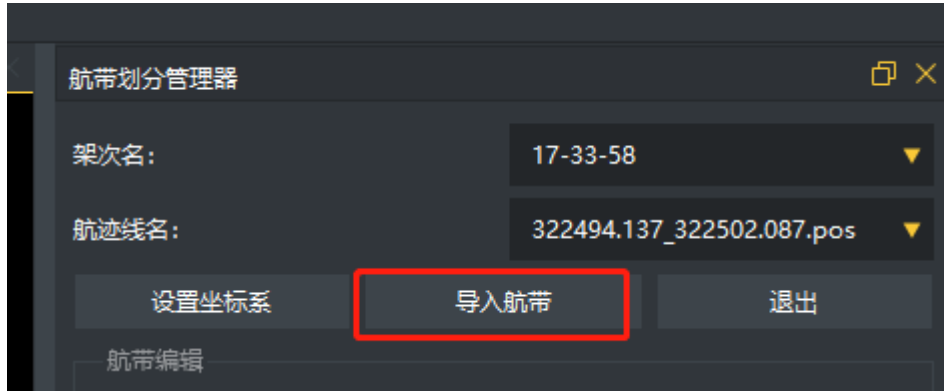 航带划分管理器
架次名: 17-33-58
航迹线名: 322494.137_322502.087.pos
设置坐标系 导入航带 退出
航带编辑